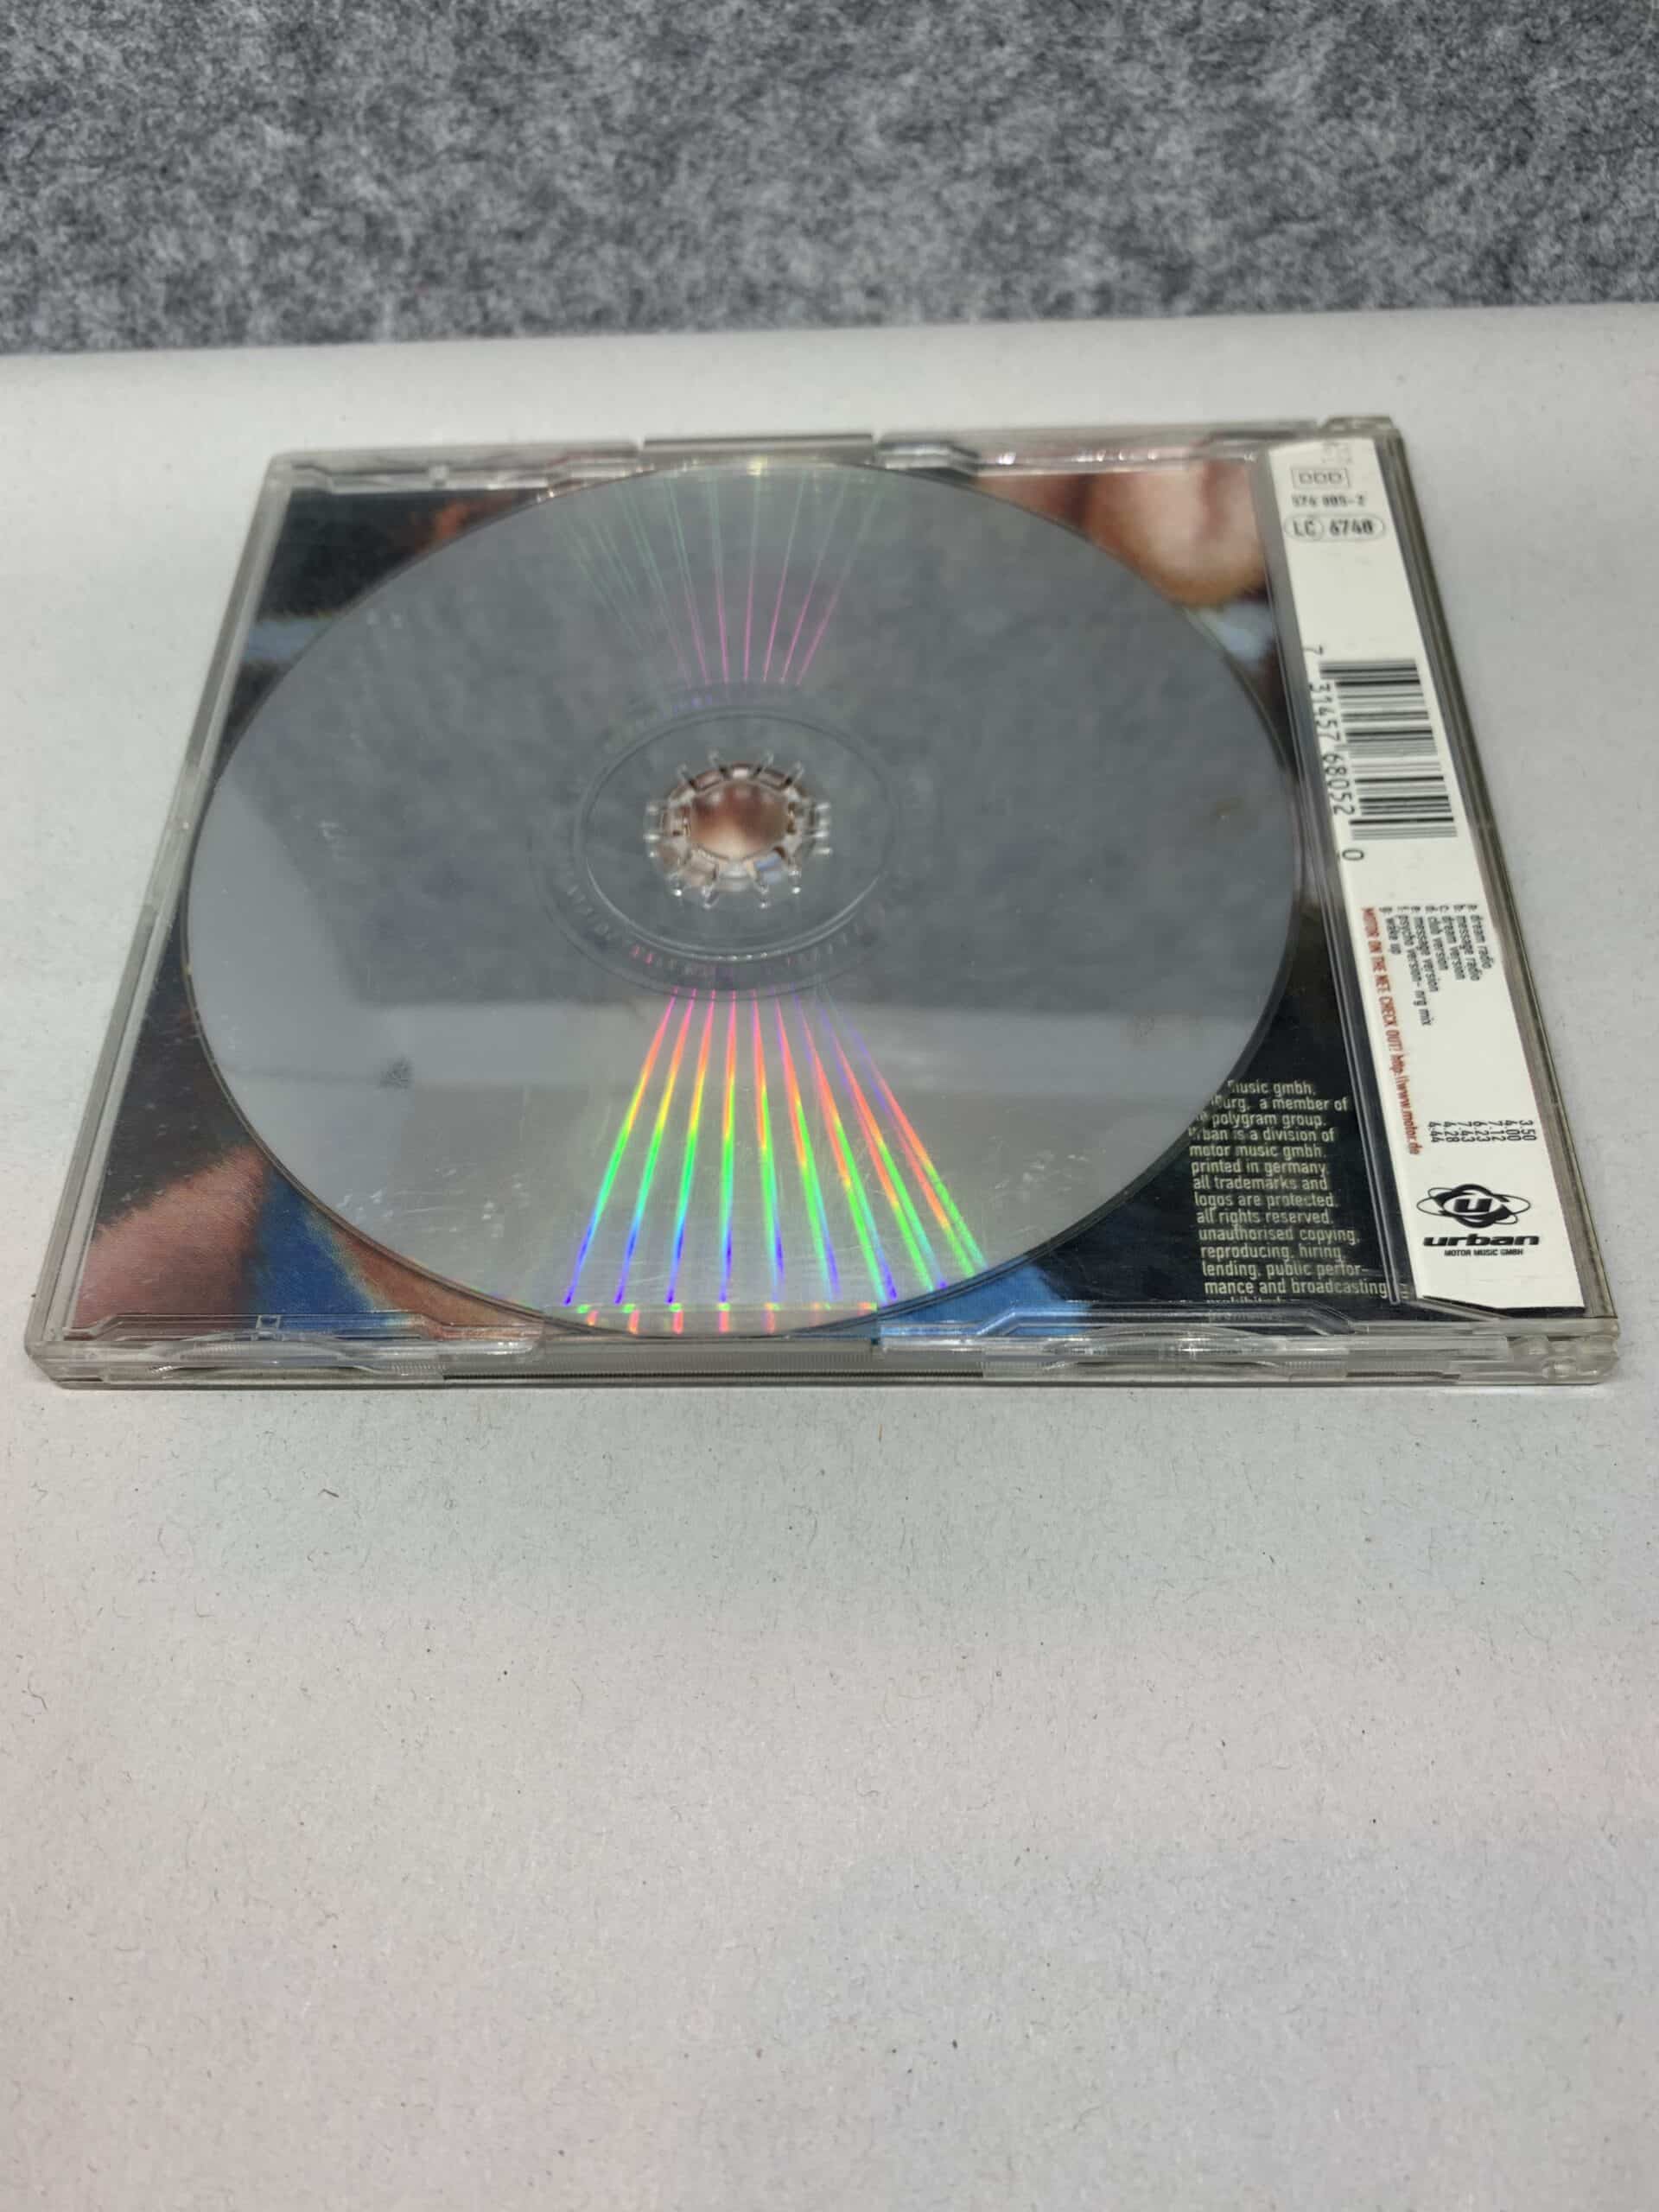 DDD
LC 6748
7 31457 68052 0
a. dream radio 3.50
b. message radio 4.00
c. dream version 7.12
d. club version 6.23
e. message version 7.43
f. psycho version- nrg mix 4.28
g. wake up 4.44
MOTOR ON THE NET: CHECK OUT! http://www.motor.de
urban
MOTOR MUSIC GMBH
music gmbh,
a member of
polygram group.
urban is a division of
motor music gmbh.
printed in germany.
all trademarks and
logos are protected.
all rights reserved.
unauthorised copying,
reproducing, hiring,
lending, public perfor-
mance and broadcasting